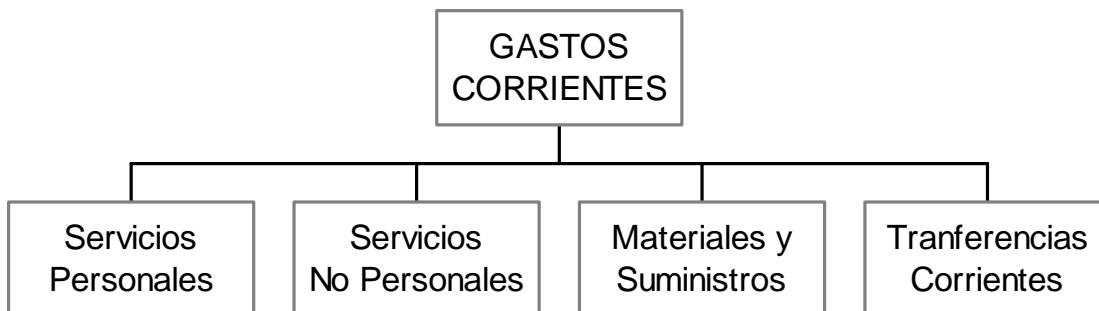 GASTOS
CORRIENTES
Servicios
Personales
Servicios
No Personales
Materiales y
Suministros
Tranferencias
Corrientes